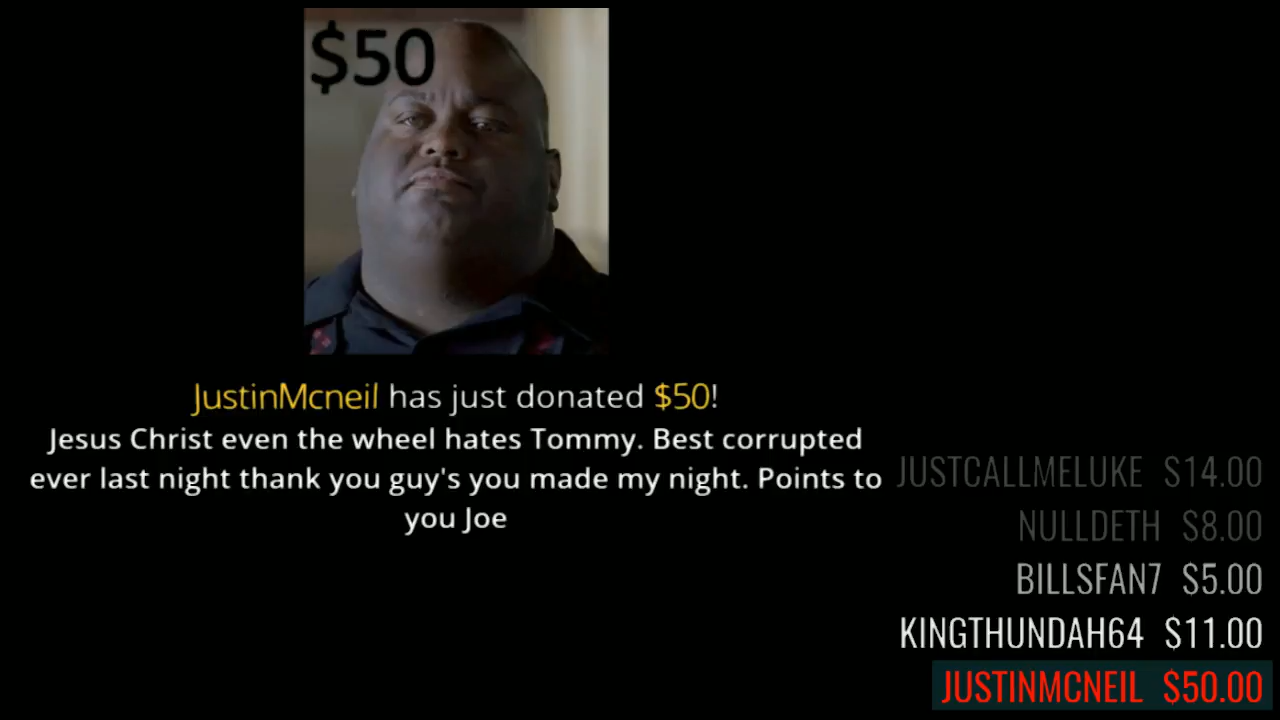 $50
JustinMcneil has just donated $50!
Jesus Christ even the wheel hates Tommy. Best corrupted
ever last night thank you guy's you made my night. Points to
you Joe
JUSTCALLMELUKE $14.00
NULLDETH $8.00
BILLSFAN7 $5.00
KINGTHUNDAH64 $11.00
JUSTINMCNEIL $50.00